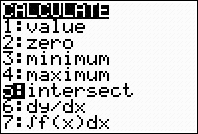 CALCULATE
1:value
2:zero
3:minimum
4:maximum
5:intersect
6:dy/dx
7:∫f(x)dx